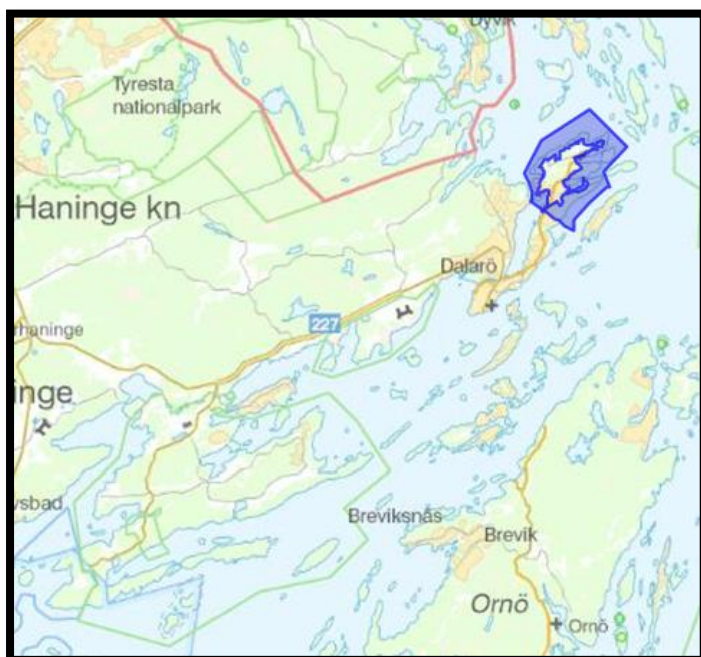 Dyvik
Tyresta
nationalpark
Haninge kn
Dalarö
227
rhaninge
inge
vsbad
Breviksnäs
Brevik
Ornö
Ornö